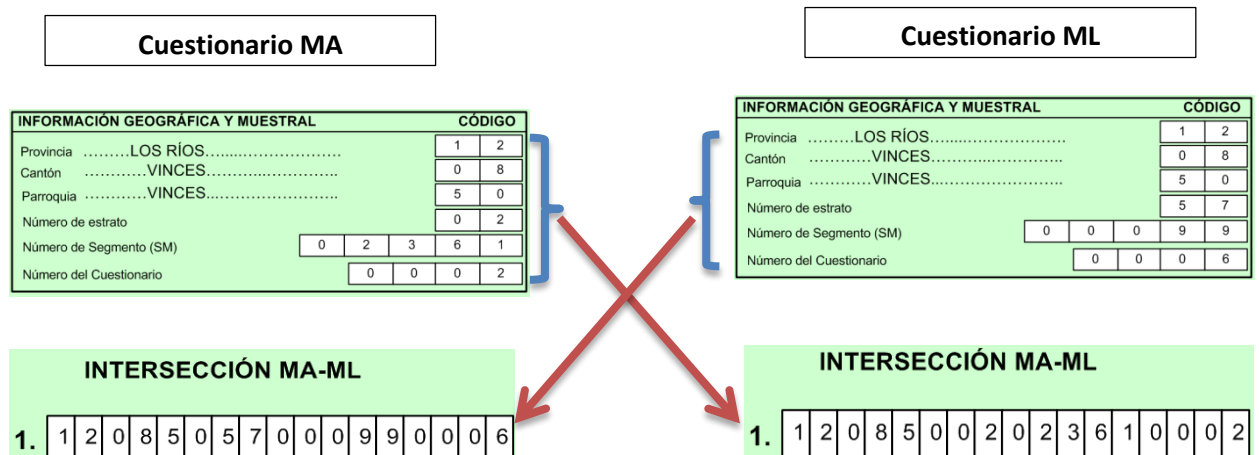 Cuestionario MA
INFORMACIÓN GEOGRÁFICA Y MUESTRAL CÓDIGO
Provincia .........LOS RÍOS.......................... 1 2
Cantón ............VINCES............................ 0 8
Parroquia ............VINCES............................ 5 0
Número de estrato 0 2
Número de Segmento (SM) 0 2 3 6 1
Número del Cuestionario 0 0 0 2
INTERSECCIÓN MA-ML
1. 1 2 0 8 5 0 5 7 0 0 0 9 9 0 0 0 6
Cuestionario ML
INFORMACIÓN GEOGRÁFICA Y MUESTRAL CÓDIGO
Provincia .........LOS RÍOS.......................... 1 2
Cantón ............VINCES............................ 0 8
Parroquia ............VINCES............................ 5 0
Número de estrato 5 7
Número de Segmento (SM) 0 0 0 9 9
Número del Cuestionario 0 0 0 6
INTERSECCIÓN MA-ML
1. 1 2 0 8 5 0 0 2 0 2 3 6 1 0 0 0 2